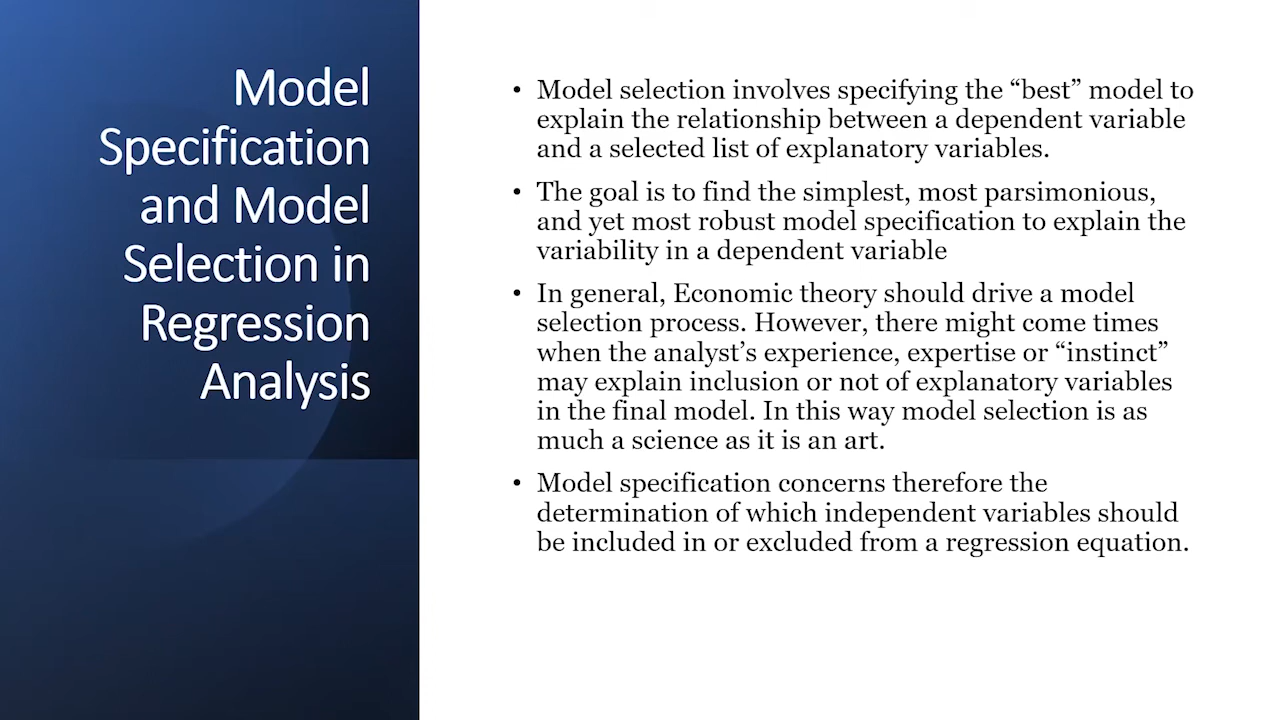 Model
Specification
and Model
Selection in
Regression
Analysis
• Model selection involves specifying the “best” model to
explain the relationship between a dependent variable
and a selected list of explanatory variables.
• The goal is to find the simplest, most parsimonious,
and yet most robust model specification to explain the
variability in a dependent variable
• In general, Economic theory should drive a model
selection process. However, there might come times
when the analyst’s experience, expertise or “instinct”
may explain inclusion or not of explanatory variables
in the final model. In this way model selection is as
much a science as it is an art.
• Model specification concerns therefore the
determination of which independent variables should
be included in or excluded from a regression equation.